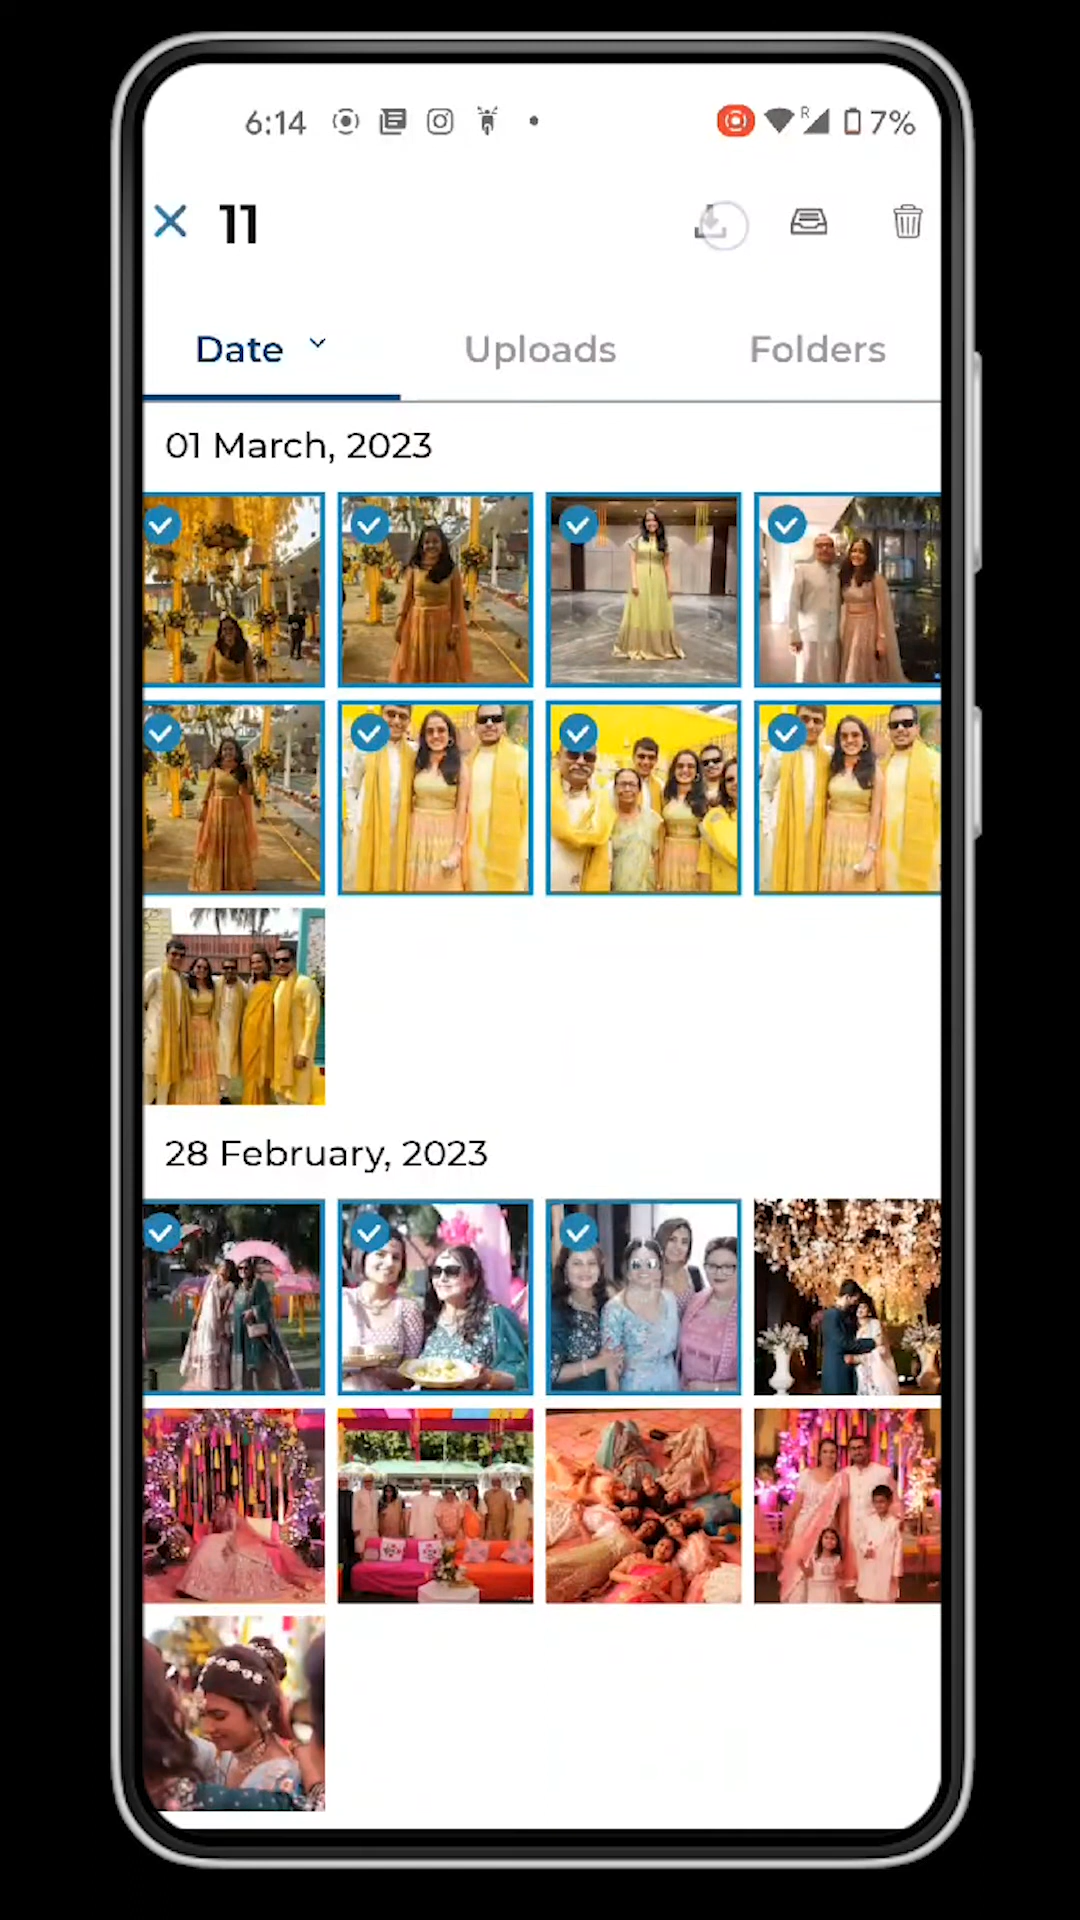 6:14
R
7%
11
Date
Uploads
Folders
01 March, 2023
28 February, 2023